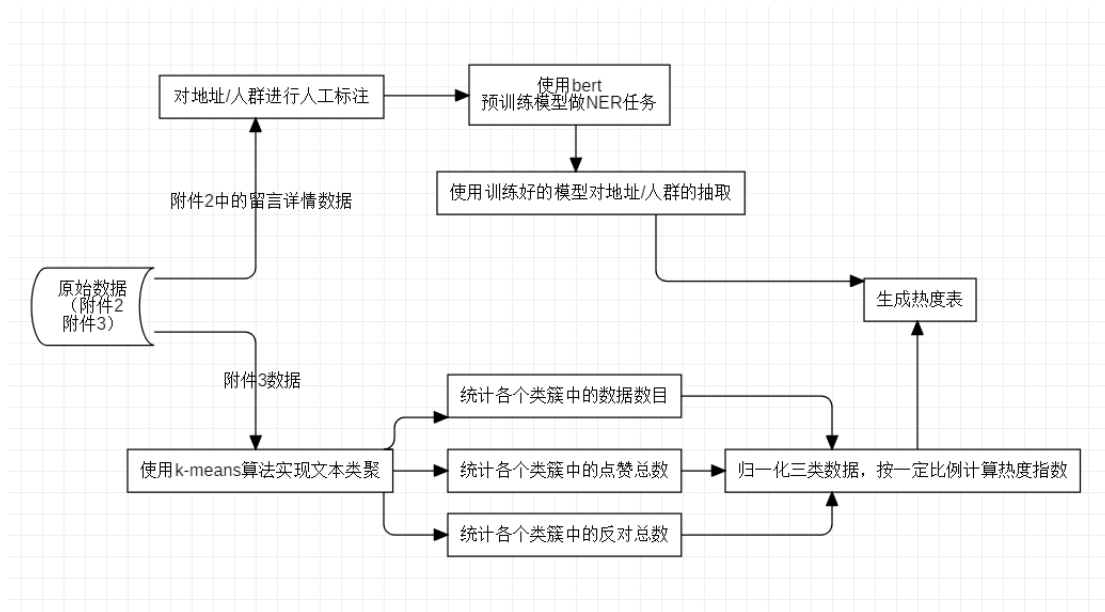 对地址/人群进行人工标注
使用bert
预训练模型做NER任务
使用训练好的模型对地址/人群的抽取
附件2中的留言详情数据
原始数据
（附件2
附件3）
生成热度表
附件3数据
统计各个类簇中的数据数目
使用k-means算法实现文本类聚
统计各个类簇中的点赞总数
归一化三类数据，按一定比例计算热度指数
统计各个类簇中的反对总数